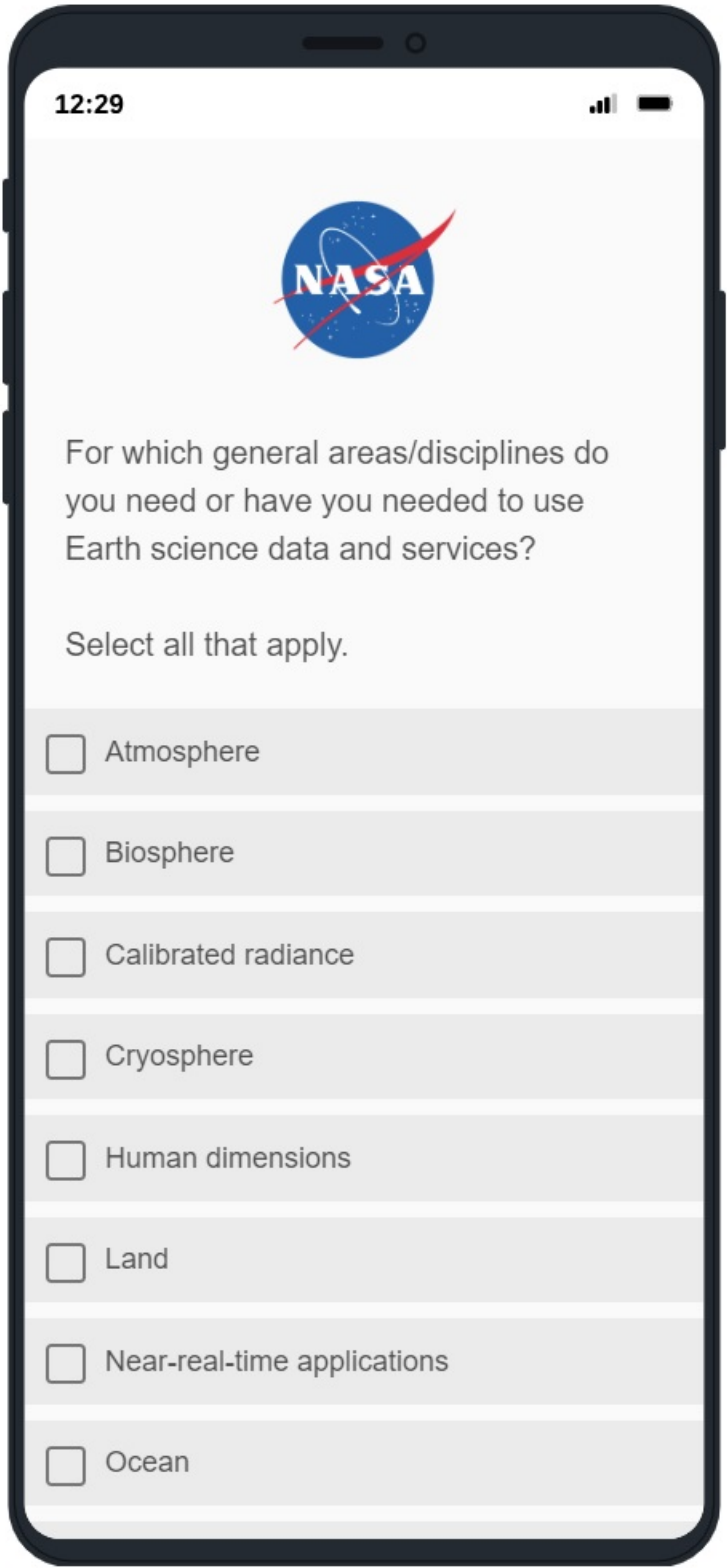 12:29
NASA
For which general areas/disciplines do
you need or have you needed to use
Earth science data and services?
Select all that apply.
Atmosphere
Biosphere
Calibrated radiance
Cryosphere
Human dimensions
Land
Near-real-time applications
Ocean